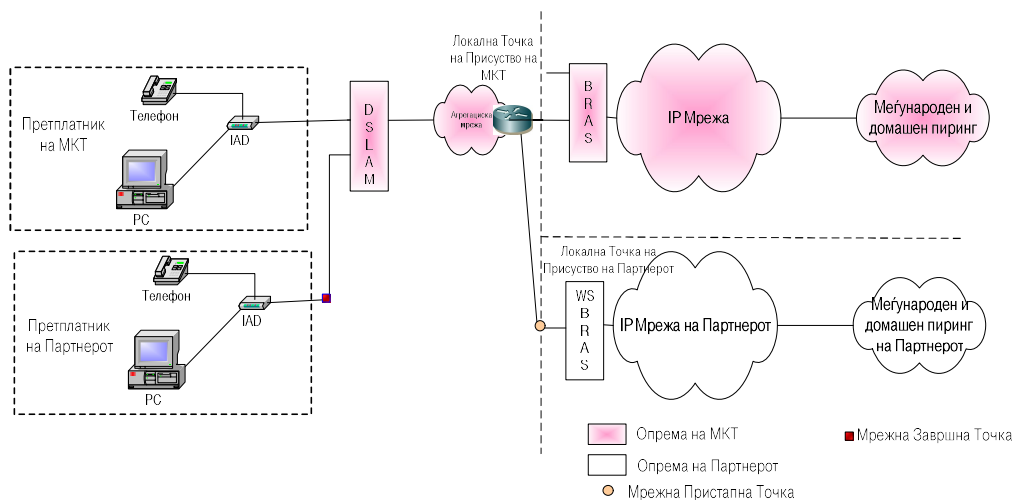 Локална Точка
на Присуство на
МКТ
Претплатник
на МКТ
Телефон
IAD
PC
D
S
L
A
M
Агрегациска
мрежа
B
R
A
S
IP Мрежа
Меѓународен и
домашен пиринг
Претплатник
на Партнерот
Телефон
IAD
PC
Локална Точка на
Присуство на Партнерот
WS
B
R
A
S
IP Мрежа на Партнерот
Меѓународен и
домашен пиринг
на Партнерот
Опрема на МКТ
Мрежна Завршна Точка
Опрема на Партнерот
Мрежна Пристапна Точка